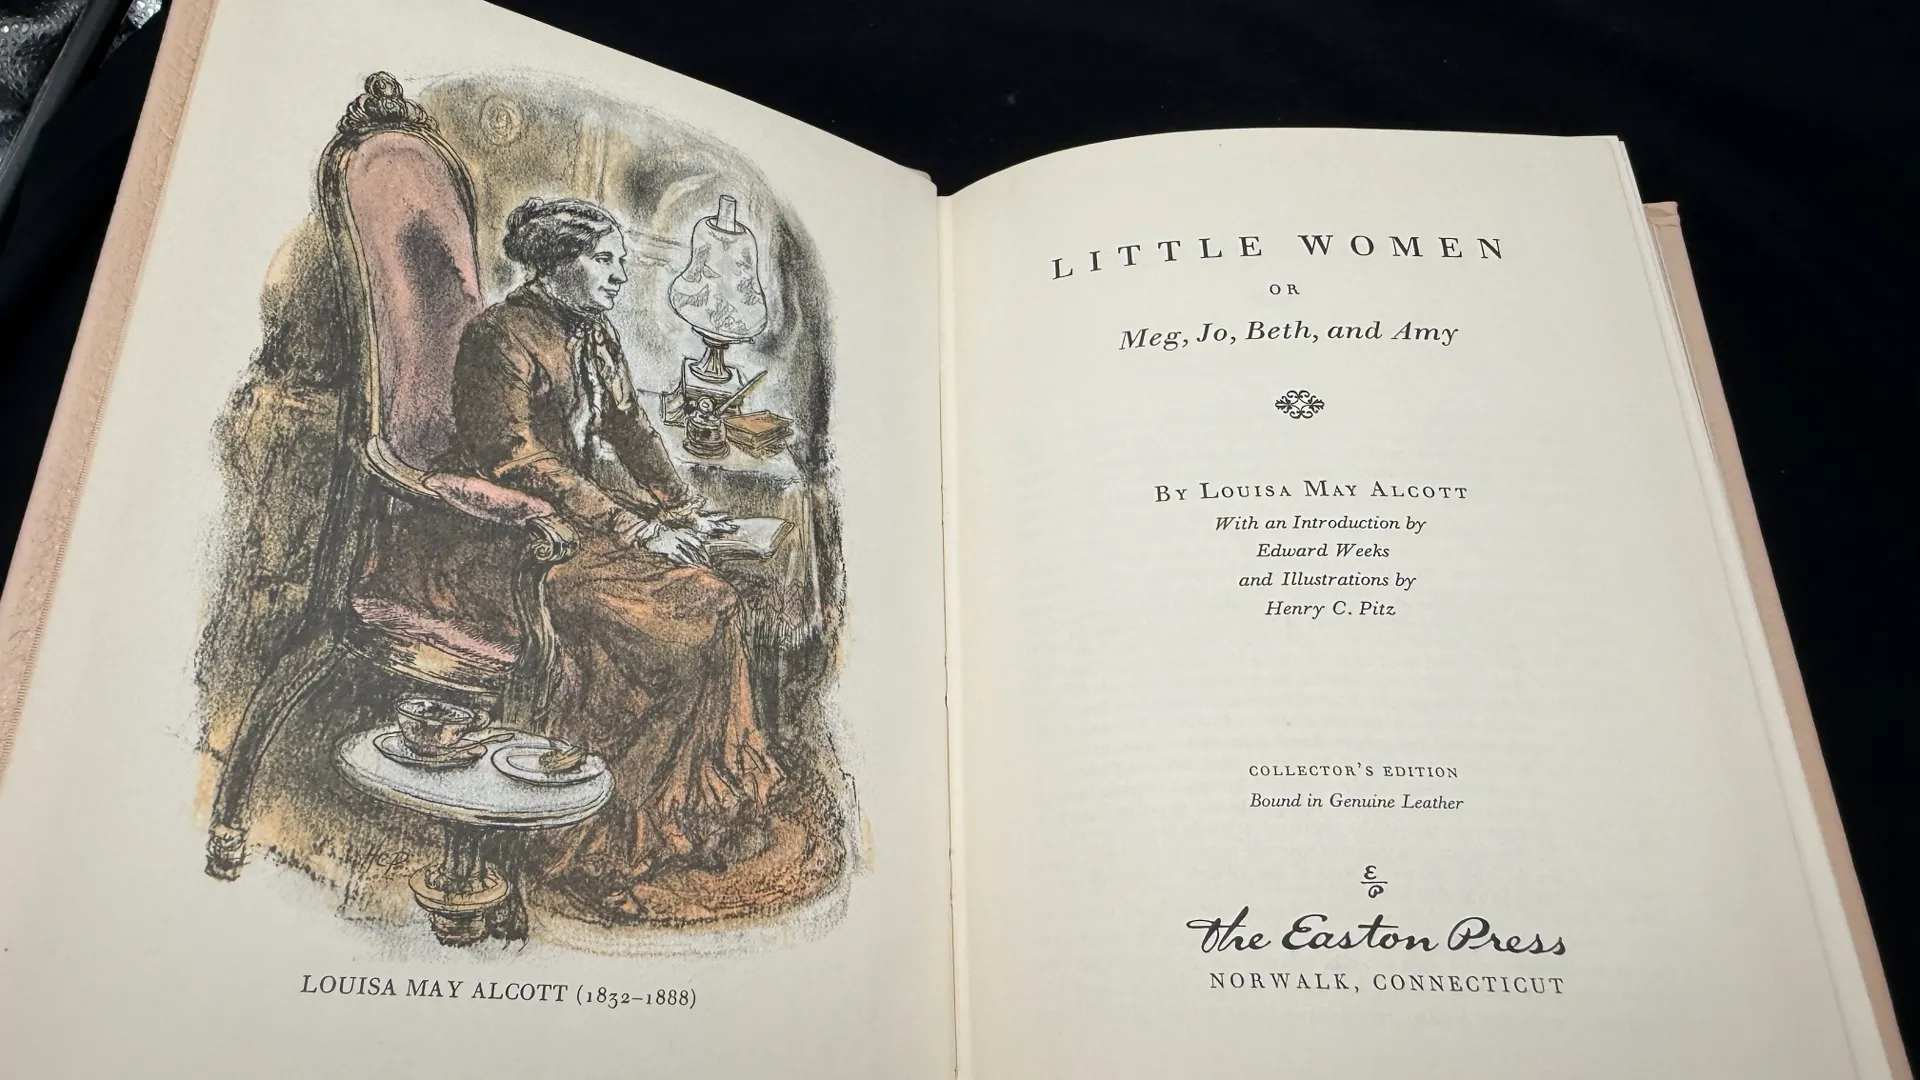 LOUISA MAY ALCOTT (1832–1888)
LITTLE WOMEN
OR
Meg, Jo, Beth, and Amy
BY LOUISA MAY ALCOTT
With an Introduction by
Edward Weeks
and Illustrations by
Henry C. Pitz
COLLECTOR'S EDITION
Bound in Genuine Leather
The Easton Press
NORWALK, CONNECTICUT